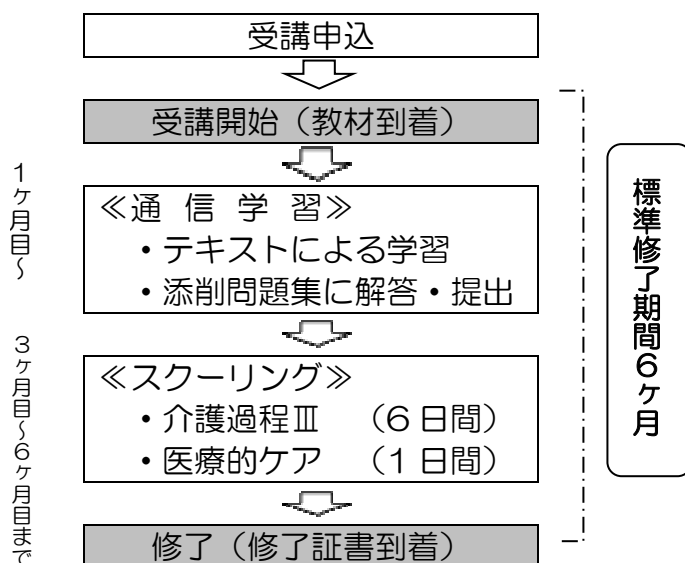 受講申込
受講開始（教材到着）
1ヶ月目～
≪通 信 学 習≫
・テキストによる学習
・添削問題集に解答・提出
3ヶ月目～6ヶ月目まで
≪スクーリング≫
・介護過程Ⅲ （6日間）
・医療的ケア （1日間）
修了（修了証書到着）
標準修了期間6ヶ月